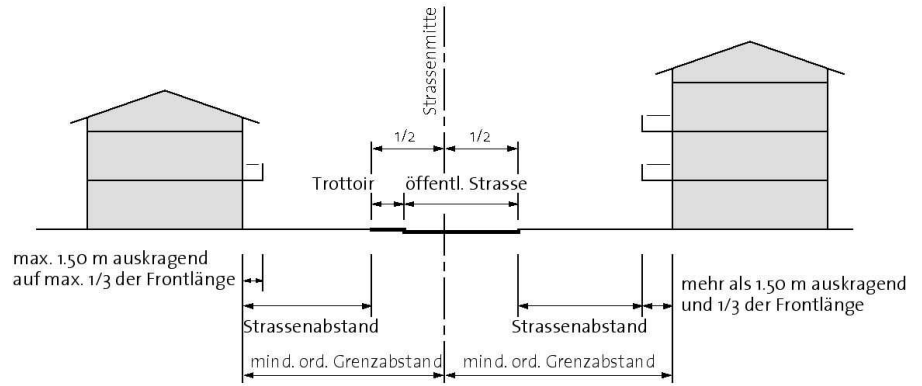 Strassenmitte
1/2 1/2
Trottoir öffentl. Strasse
max. 1.50 m auskragend
auf max. 1/3 der Frontlänge
mehr als 1.50 m auskragend
und 1/3 der Frontlänge
Strassenabstand Strassenabstand
mind. ord. Grenzabstand mind. ord. Grenzabstand